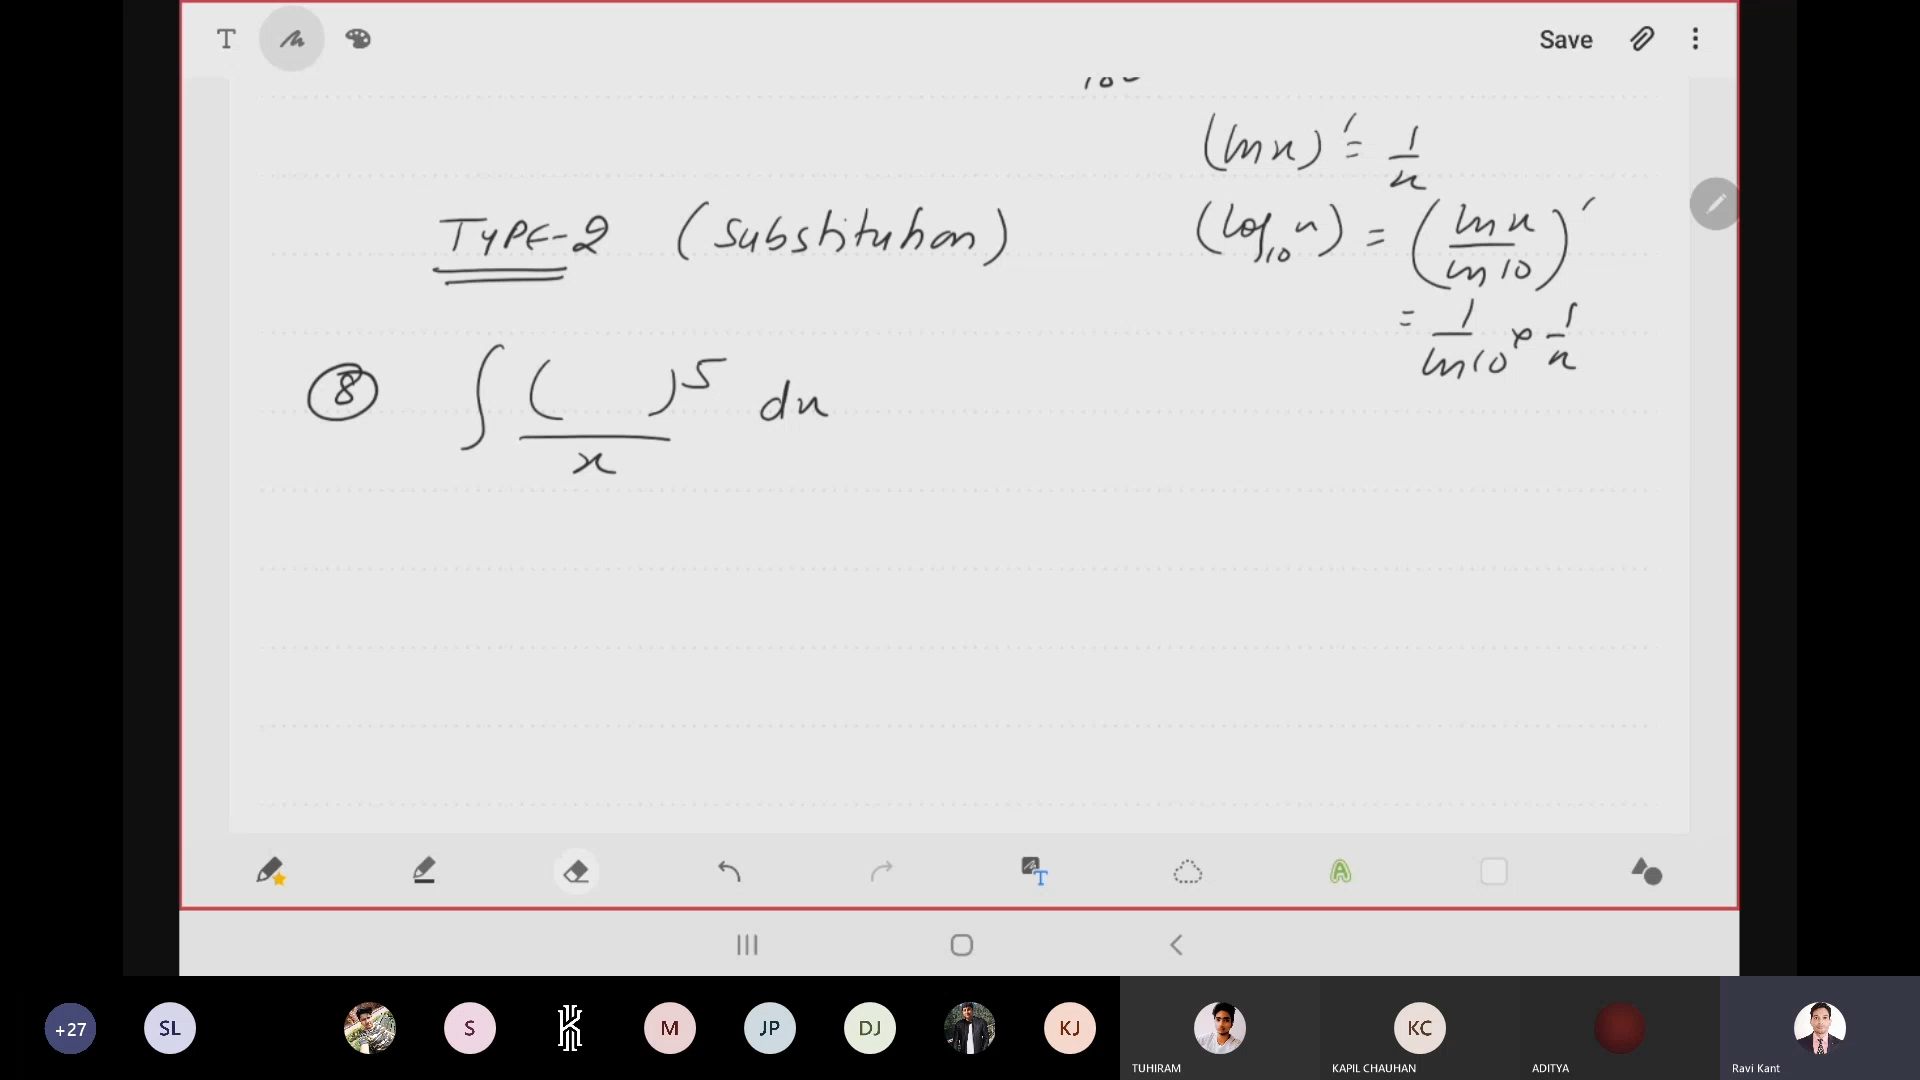 T
Save
(ln x)' = 1/x
TYPE-2 (Substitution)
(log₁₀ x) = (ln x / ln 10)'
= 1/ln 10 × 1/x
⑧ ∫ ( )⁵ / x dx
T
A
+27
SL
S
M
JP
DJ
KJ
KC
TUHIRAM
KAPIL CHAUHAN
ADITYA
Ravi Kant